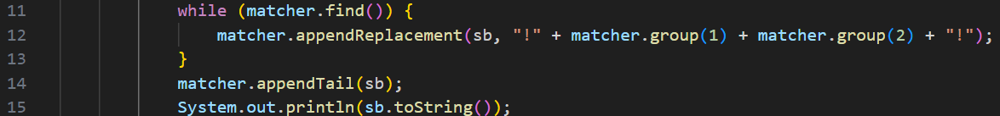 11 while (matcher.find()) {
12 matcher.appendReplacement(sb, "!" + matcher.group(1) + matcher.group(2) + "!");
13 }
14 matcher.appendTail(sb);
15 System.out.println(sb.toString());